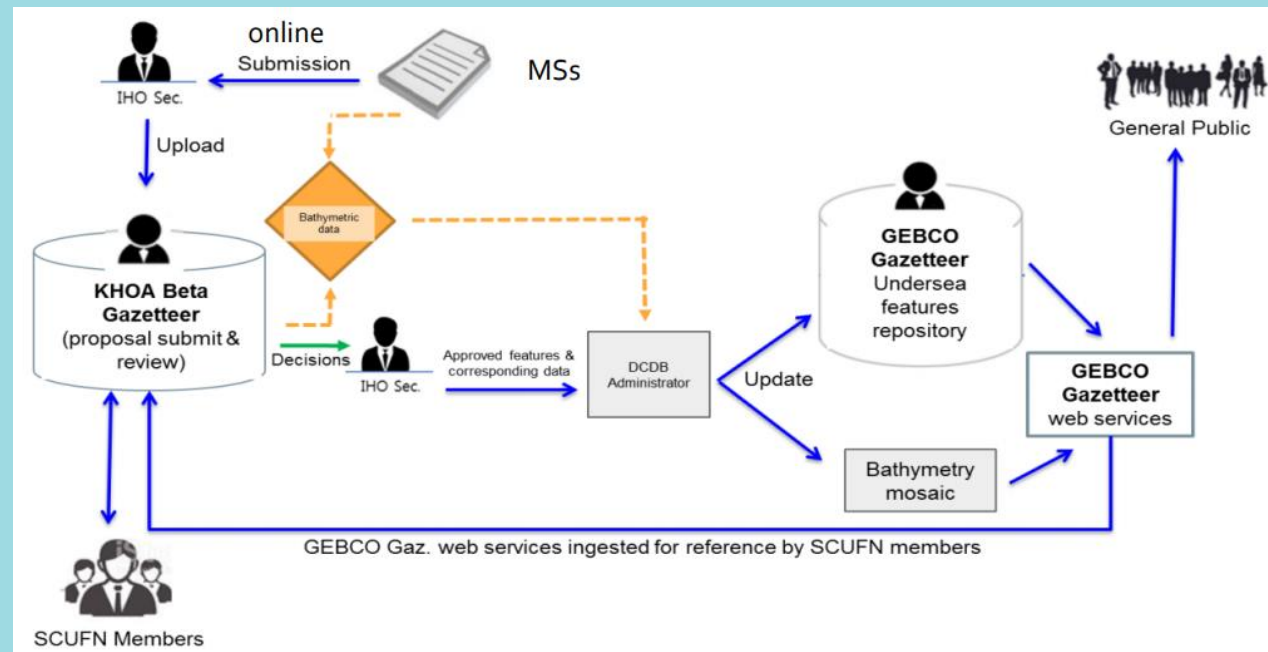 online
Submission
MSs
IHO Sec.
Upload
General Public
Bathymetric
data
KHOA Beta
Gazetteer
(proposal submit &
review)
Decisions
IHO Sec.
Approved features &
corresponding data
DCDB
Administrator
Update
GEBCO
Gazetteer
Undersea
features
repository
GEBCO
Gazetteer
web services
Bathymetry
mosaic
GEBCO Gaz. web services ingested for reference by SCUFN members
SCUFN Members